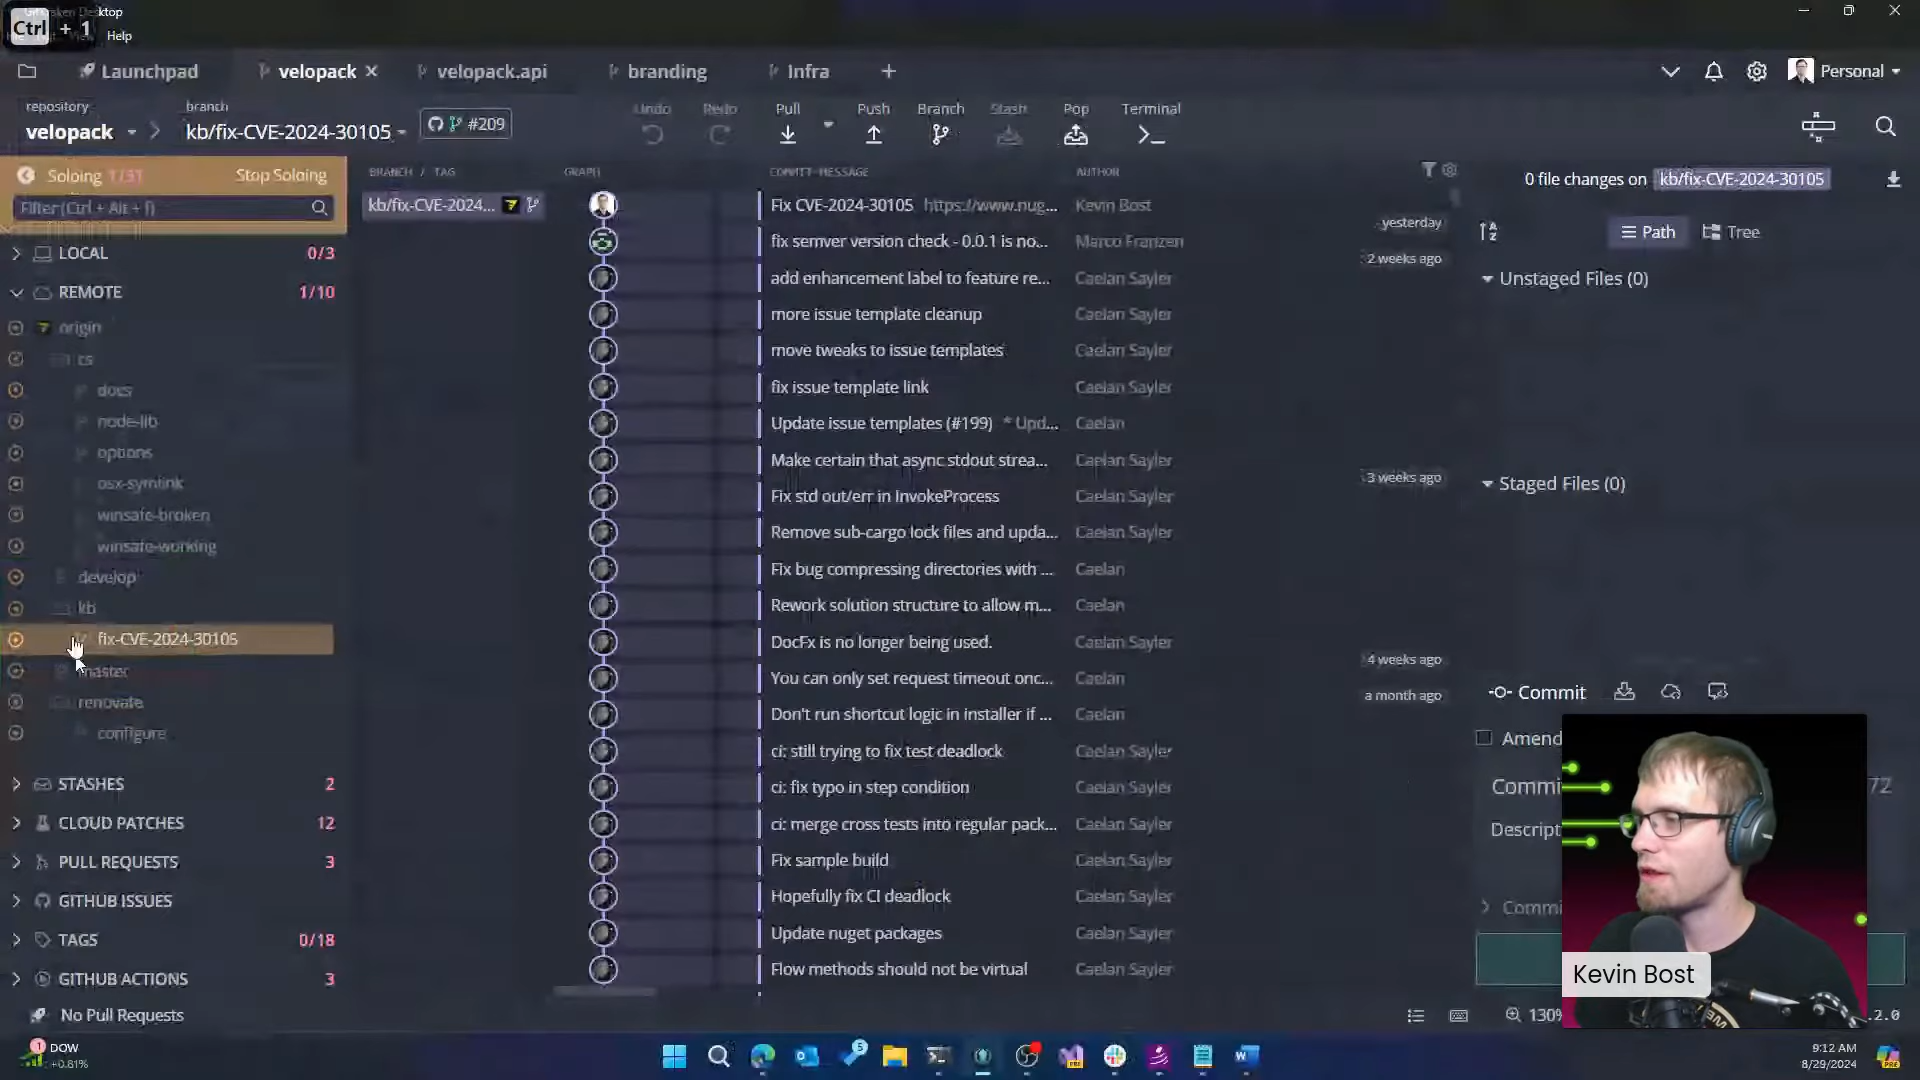 Desktop
Ctrl + 1
Help
Launchpad
velopack
velopack.api
branding
Infra
Personal
repository
branch
velopack
kb/fix-CVE-2024-30105
#209
Undo
Redo
Pull
Push
Branch
Stash
Pop
Terminal
Soloing 1/31
Stop Soloing
Filter (Ctrl + Alt + f)
LOCAL 0/3
REMOTE 1/10
origin
cs
docs
node-lib
options
osx-symlink
winsafe-broken
winsafe-working
develop
kb
fix-CVE-2024-30105
master
renovate
configure
STASHES 2
CLOUD PATCHES 12
PULL REQUESTS 3
GITHUB ISSUES
TAGS 0/18
GITHUB ACTIONS 3
No Pull Requests
BRANCH / TAG
GRAPH
COMMIT MESSAGE
AUTHOR
kb/fix-CVE-2024...
Fix CVE-2024-30105 https://www.nug... Kevin Bost
fix semver version check - 0.0.1 is no... Marco Franzen
add enhancement label to feature re... Caelan Sayler
more issue template cleanup Caelan Sayler
move tweaks to issue templates Caelan Sayler
fix issue template link Caelan Sayler
Update issue templates (#199) * Upd... Caelan
Make certain that async stdout strea... Caelan Sayler
Fix std out/err in InvokeProcess Caelan Sayler
Remove sub-cargo lock files and upda... Caelan Sayler
Fix bug compressing directories with ... Caelan
Rework solution structure to allow m... Caelan
DocFx is no longer being used. Caelan Sayler
You can only set request timeout onc... Caelan
Don't run shortcut logic in installer if ... Caelan
ci: still trying to fix test deadlock Caelan Sayler
ci: fix typo in step condition Caelan Sayler
ci: merge cross tests into regular pack... Caelan Sayler
Fix sample build Caelan Sayler
Hopefully fix CI deadlock Caelan Sayler
Update nuget packages Caelan Sayler
Flow methods should not be virtual Caelan Sayler
yesterday
2 weeks ago
3 weeks ago
4 weeks ago
a month ago
0 file changes on kb/fix-CVE-2024-30105
Path
Tree
Unstaged Files (0)
Staged Files (0)
Commit
Amend
Commi
72
Descript
Commi
Kevin Bost
130%
.2.0
DOW
+0.81%
1
5
9:12 AM
8/29/2024